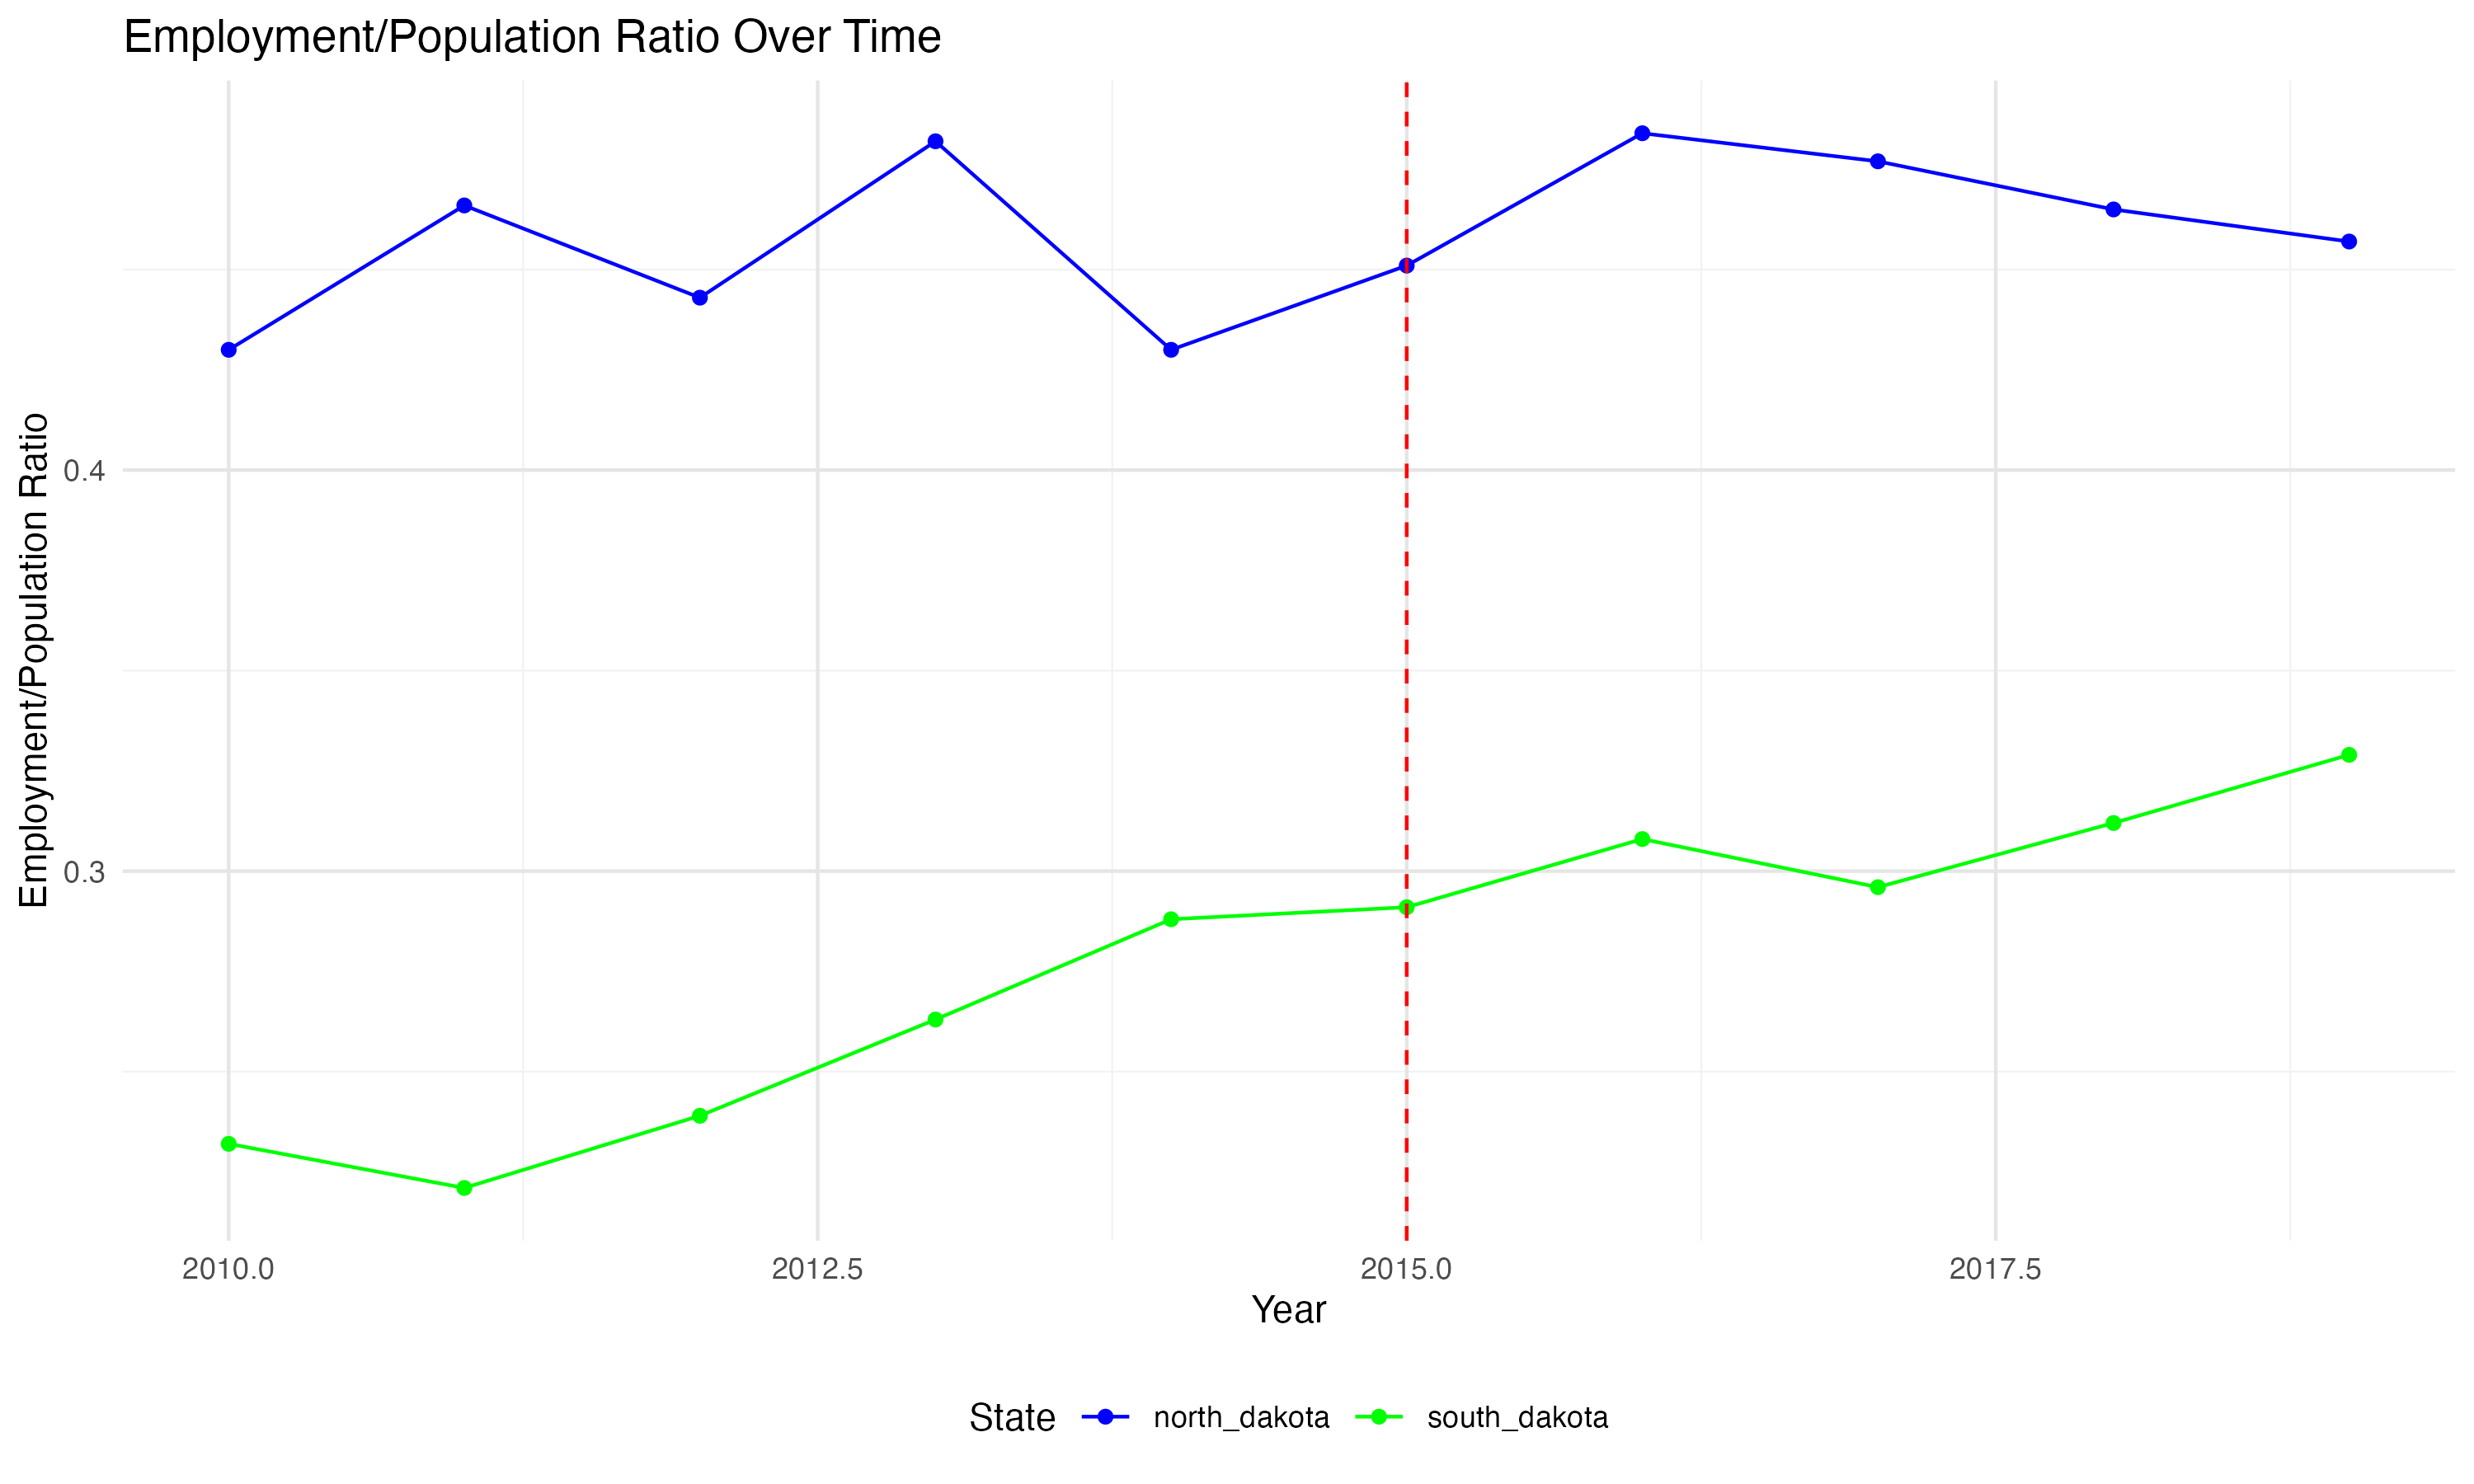 Employment/Population Ratio Over Time
Employment/Population Ratio
0.4
0.3
2010.0 2012.5 2015.0 2017.5
Year
State north_dakota south_dakota